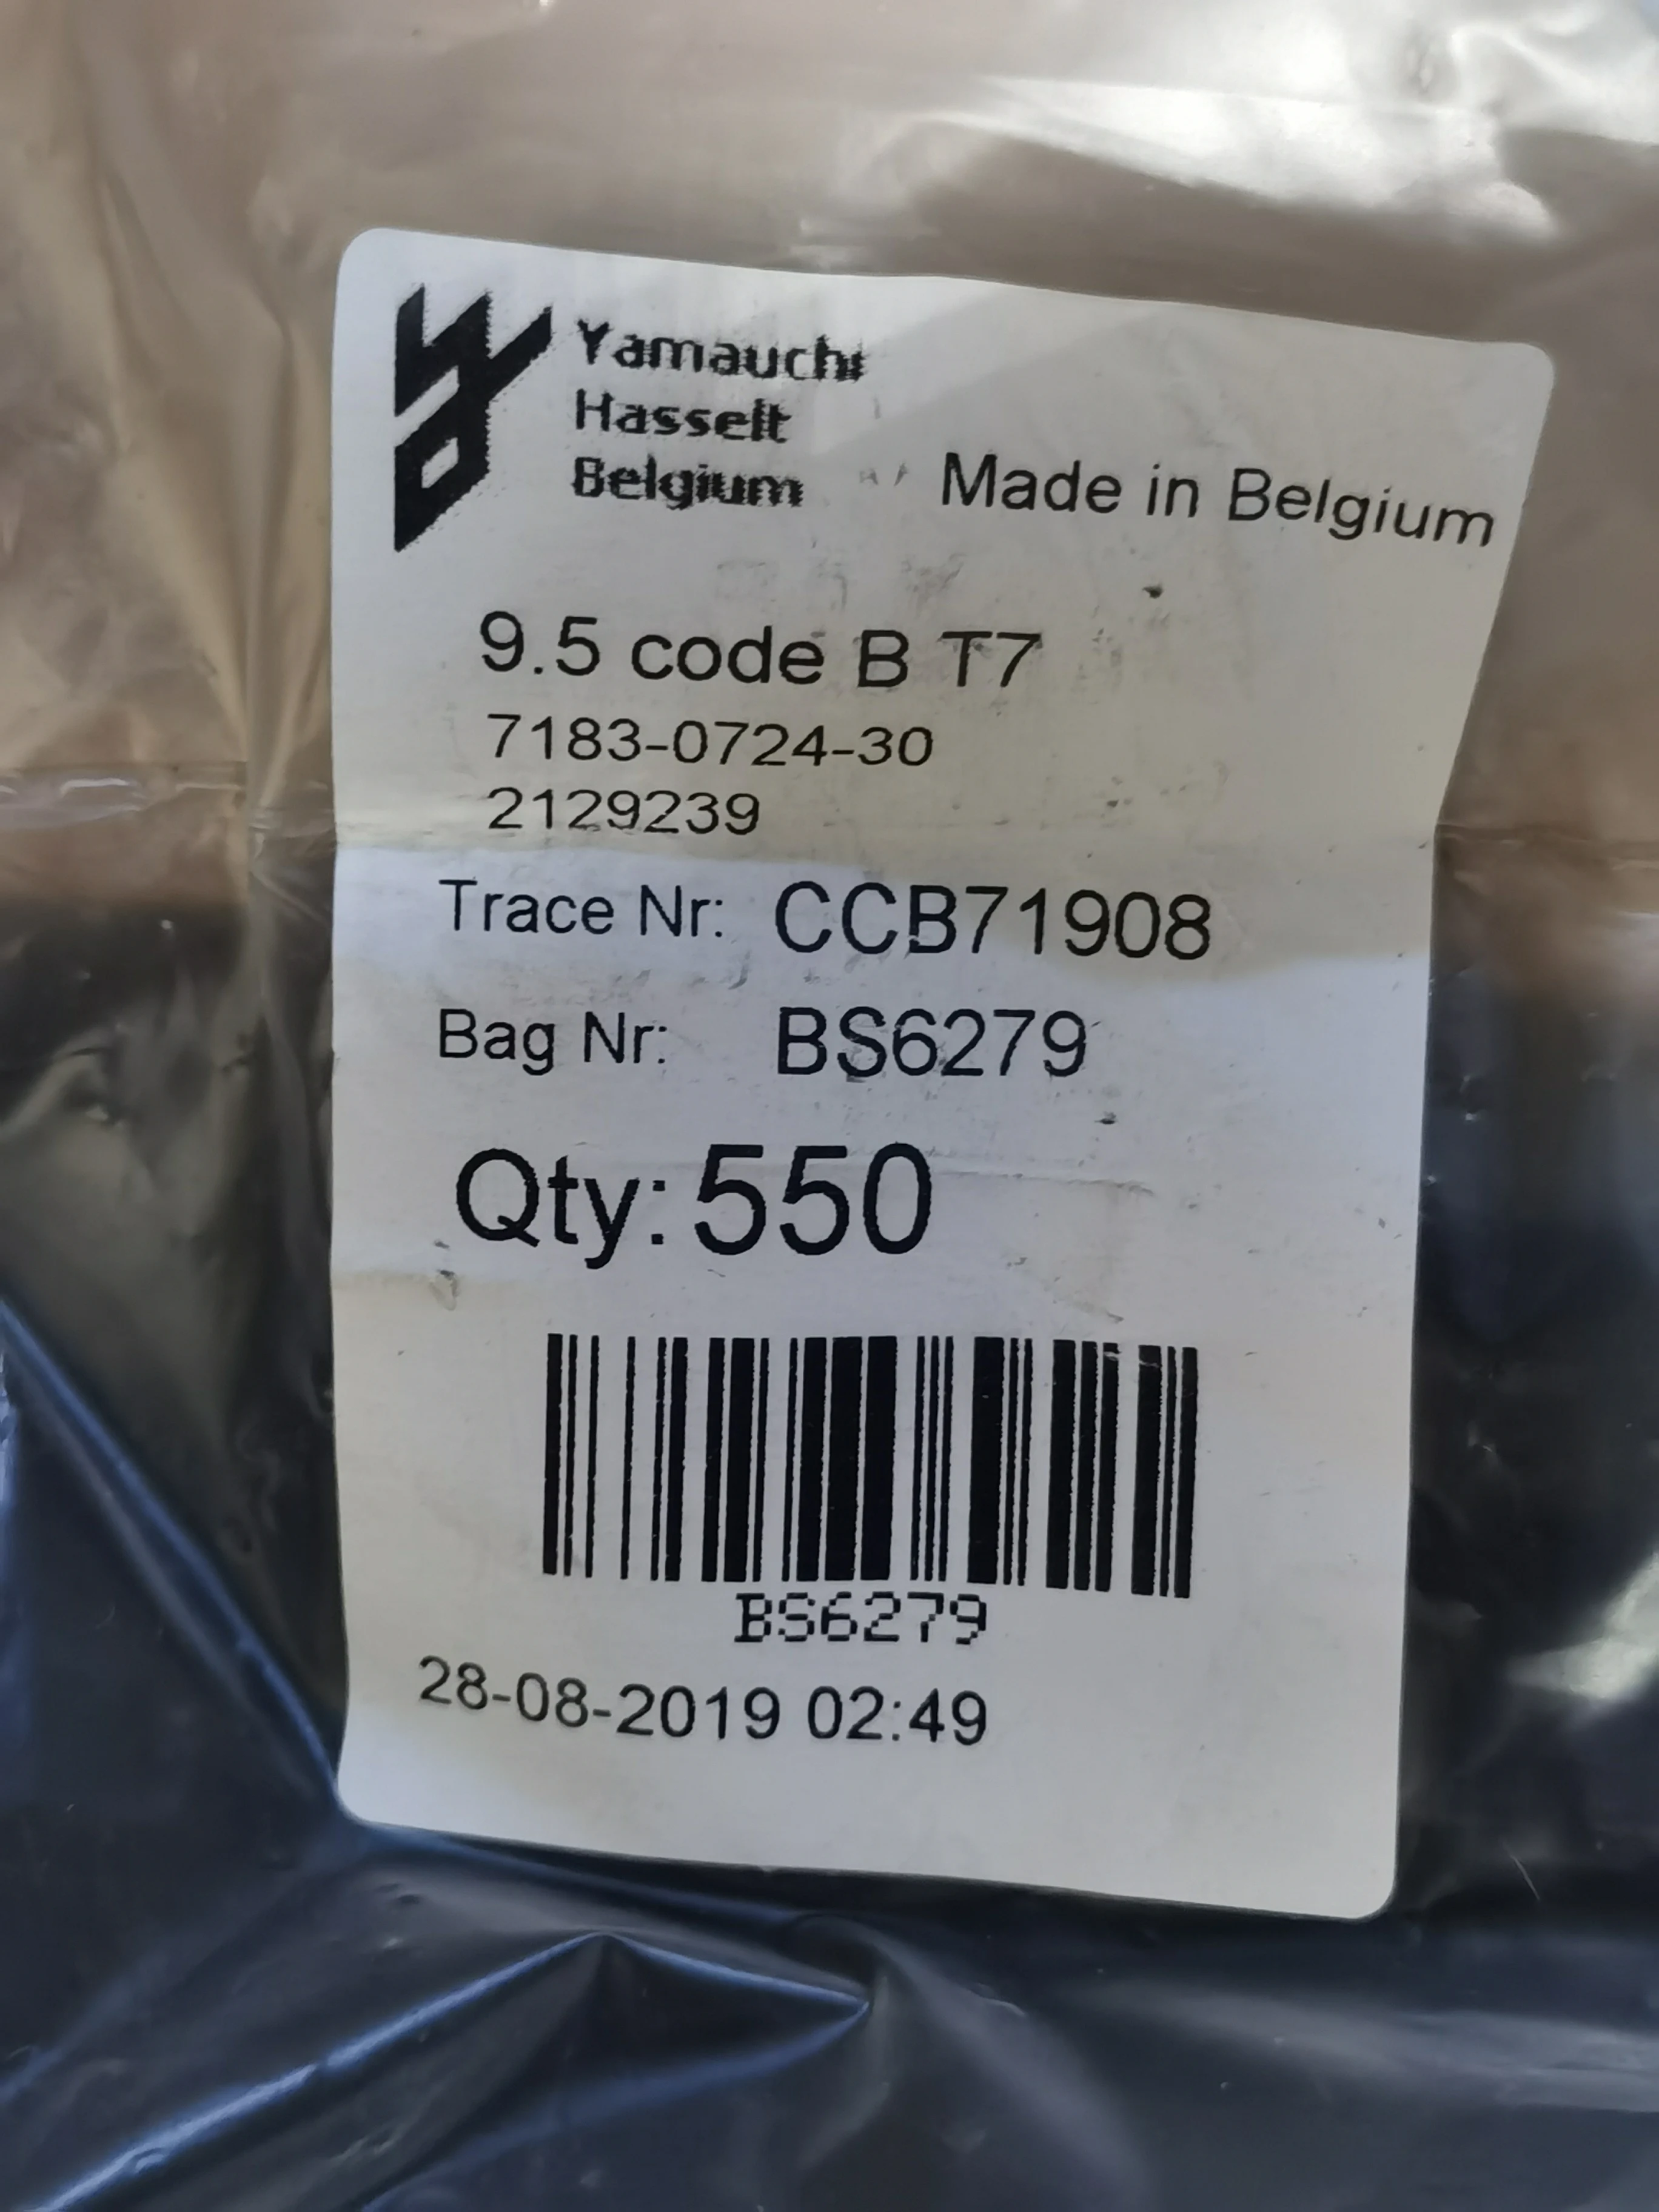 Yamauchi
Hasselt
Belgium
Made in Belgium
9.5 code B T7
7183-0724-30
2129239
Trace Nr: CCB71908
Bag Nr: BS6279
Qty: 550
BS6279
28-08-2019 02:49